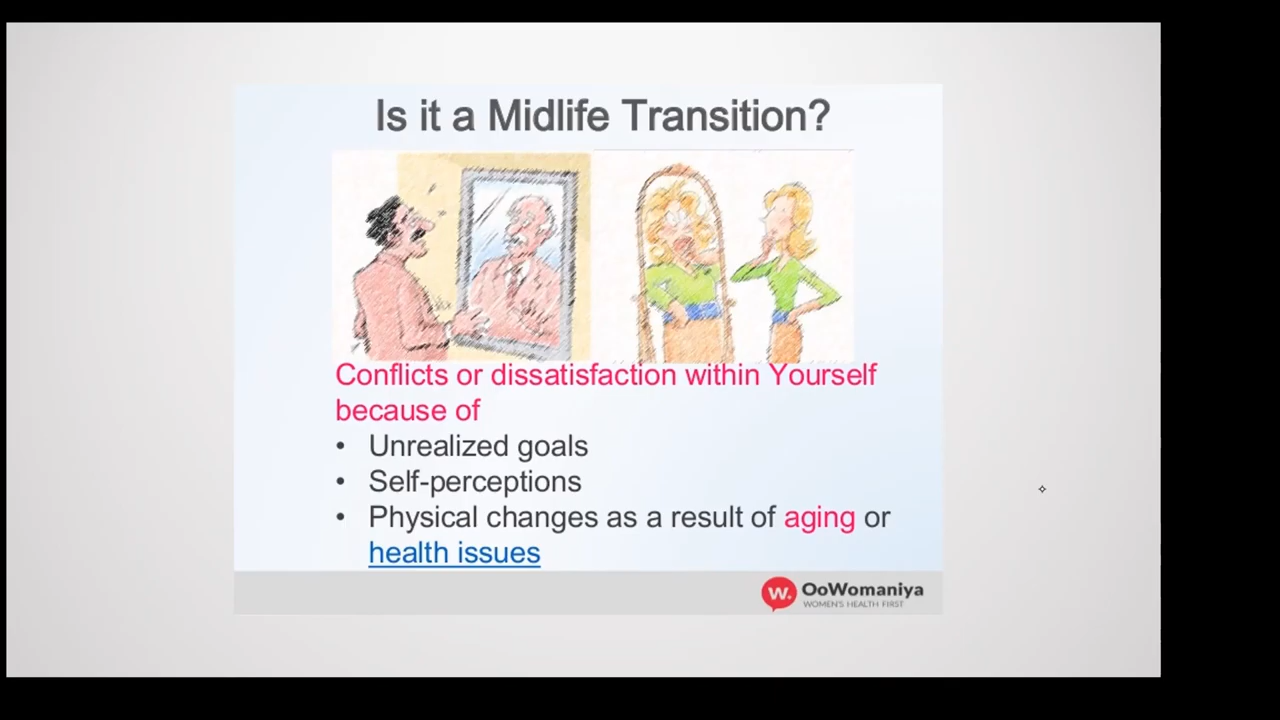 Is it a Midlife Transition?
Conflicts or dissatisfaction within Yourself
because of
• Unrealized goals
• Self-perceptions
• Physical changes as a result of aging or
health issues
w. OoWomaniya
WOMEN'S HEALTH FIRST